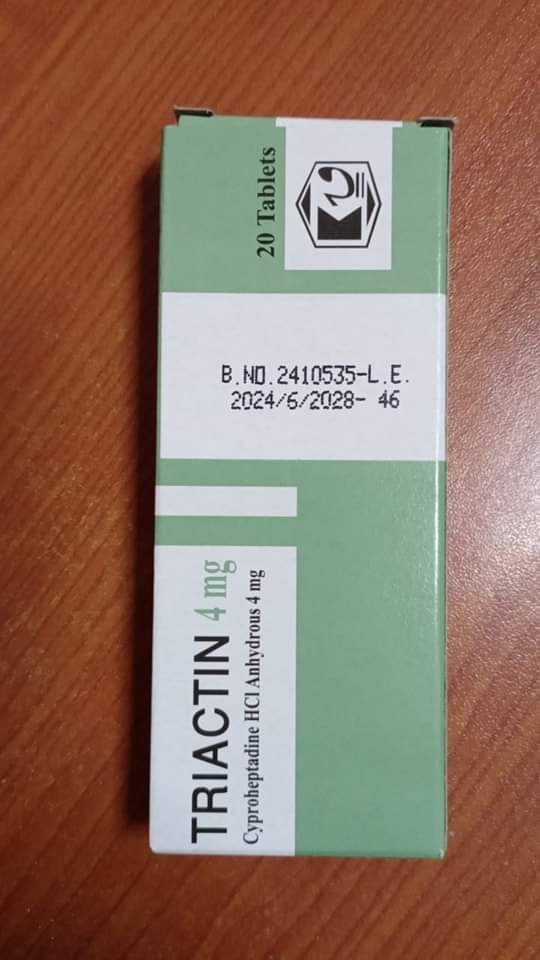 20 Tablets
B.NO.2410535-L.E.
2024/6/2028- 46
TRIACTIN 4 mg
Cyproheptadine HCl Anhydrous 4 mg